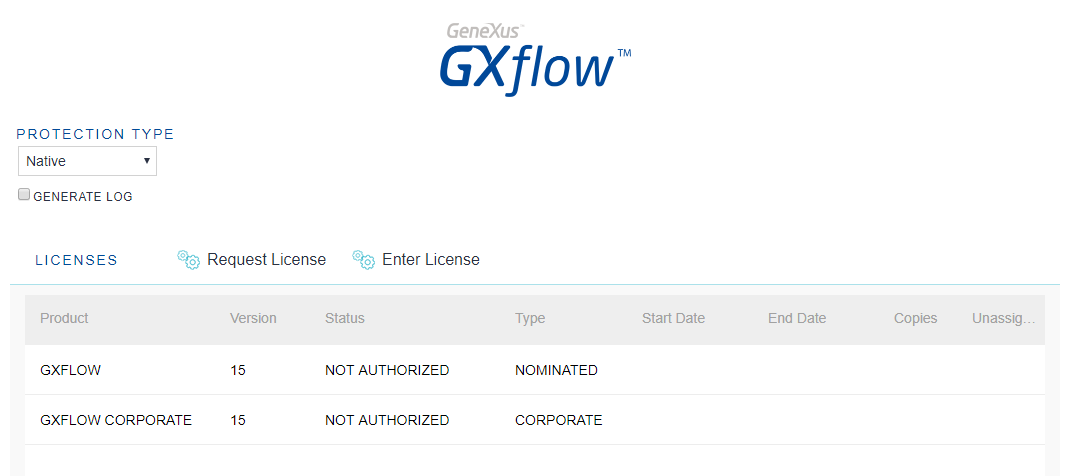 GeneXus™
GXflow™
PROTECTION TYPE
Native
GENERATE LOG
LICENSES Request License Enter License
Product Version Status Type Start Date End Date Copies Unassig...
GXFLOW 15 NOT AUTHORIZED NOMINATED
GXFLOW CORPORATE 15 NOT AUTHORIZED CORPORATE